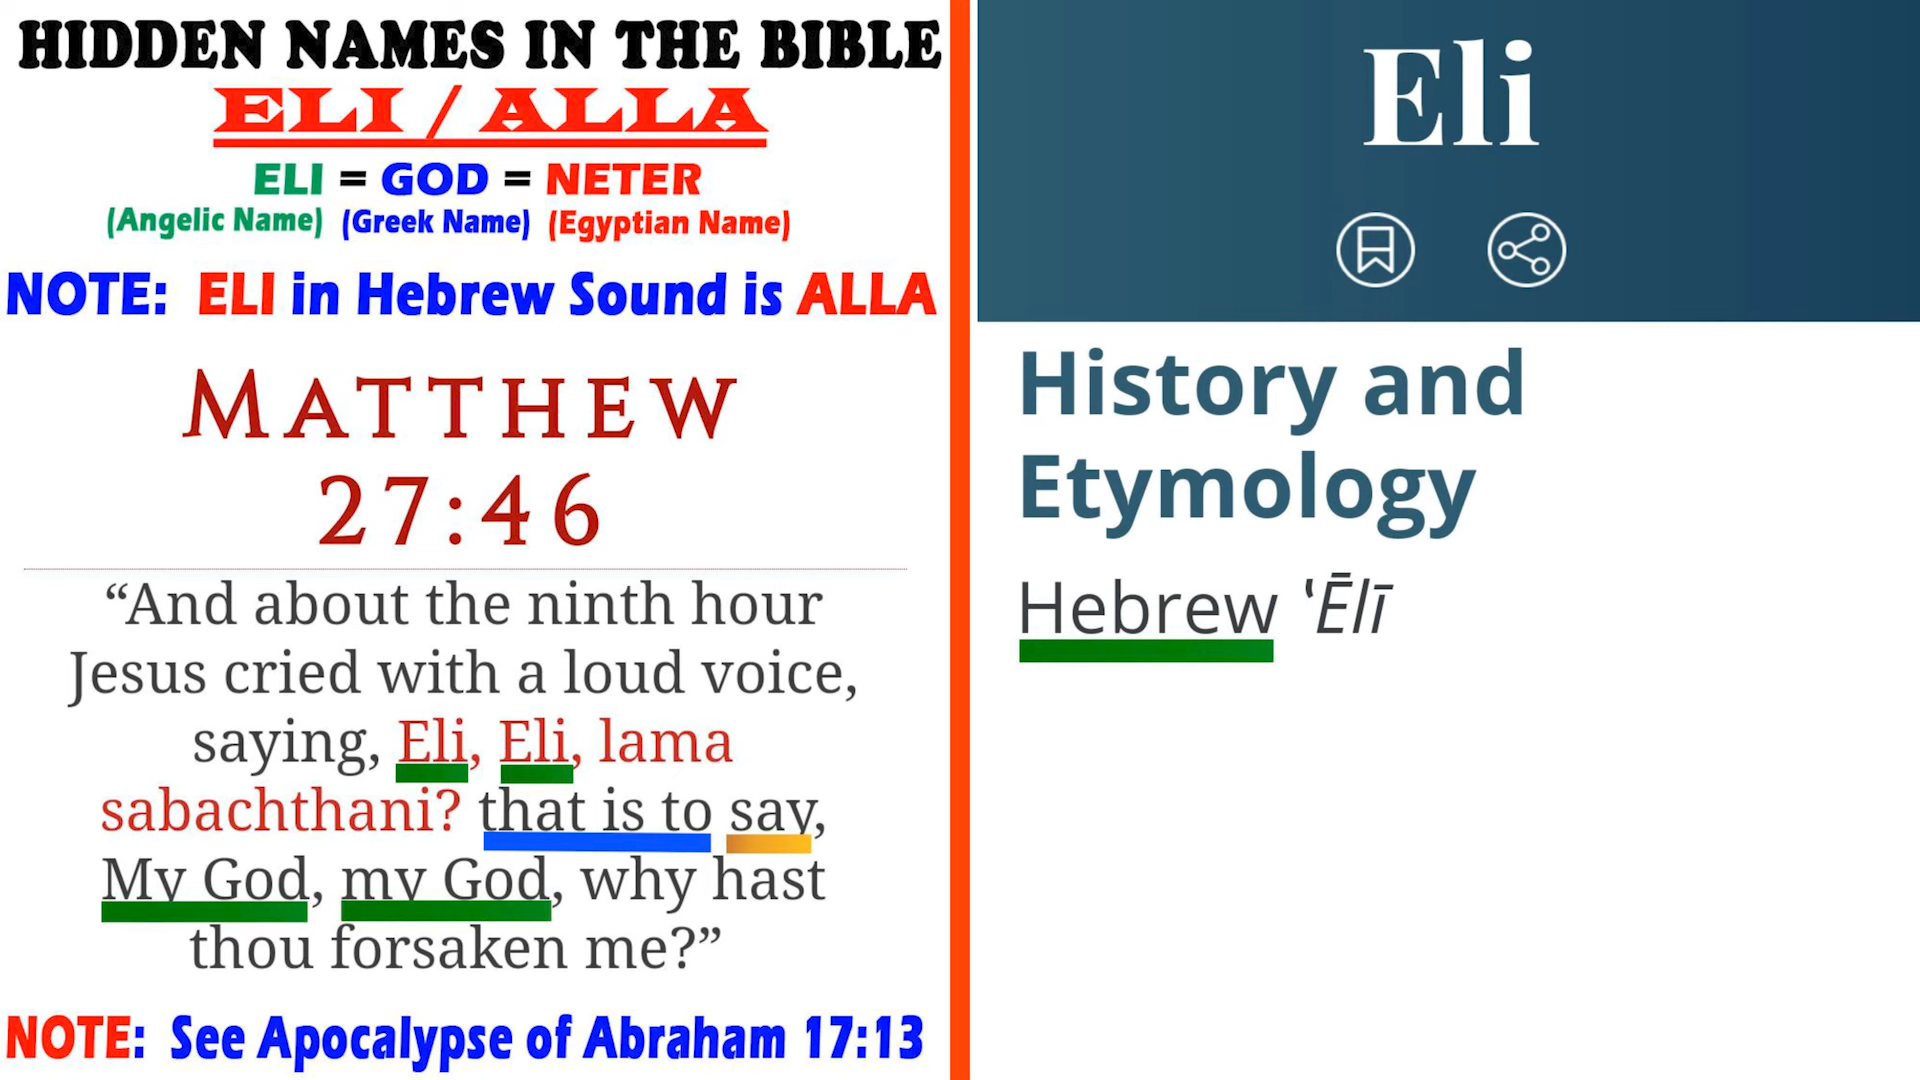 HIDDEN NAMES IN THE BIBLE
ELI / ALLA
ELI = GOD = NETER
(Angelic Name) (Greek Name) (Egyptian Name)
NOTE: ELI in Hebrew Sound is ALLA
MATTHEW
27:46
“And about the ninth hour
Jesus cried with a loud voice,
saying, Eli, Eli, lama
sabachthani? that is to say,
My God, my God, why hast
thou forsaken me?”
NOTE: See Apocalypse of Abraham 17:13
Eli
History and
Etymology
Hebrew ʽĒlī